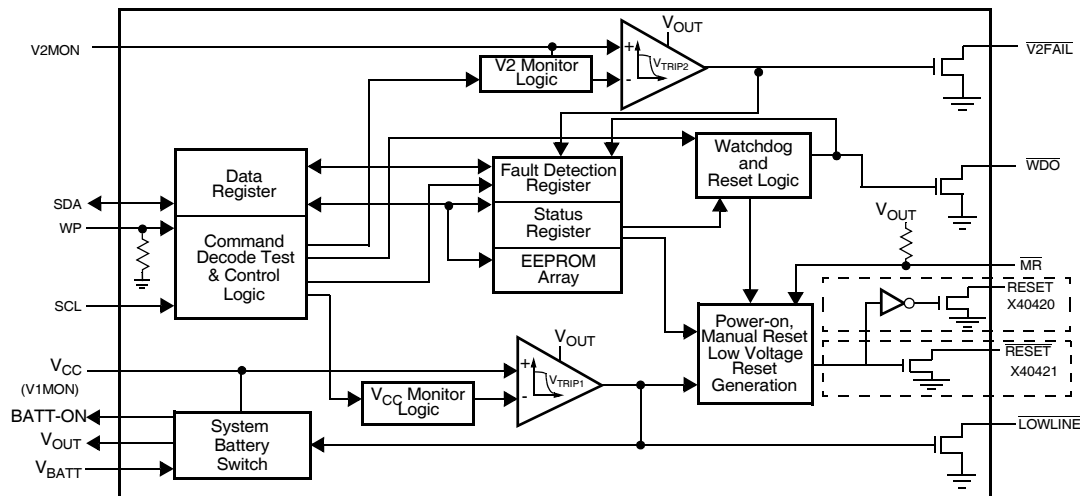 V2MON
V2 Monitor
Logic
+
-
VTRIP2
VOUT
V2FAIL
Data
Register
Fault Detection
Register
Watchdog
and
Reset Logic
WDO
SDA
WP
Command
Decode Test
& Control
Logic
Status
Register
EEPROM
Array
VOUT
MR
SCL
RESET
X40420
Power-on,
Manual Reset
Low Voltage
Reset
Generation
RESET
X40421
VCC
(V1MON)
VCC Monitor
Logic
+
-
VTRIP1
VOUT
BATT-ON
VOUT
VBATT
System
Battery
Switch
LOWLINE